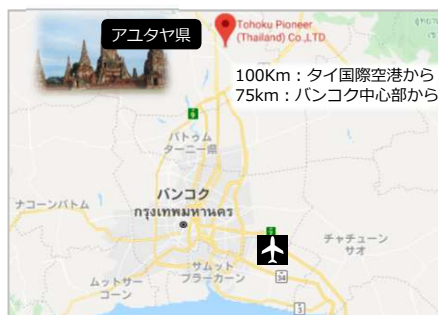 アユタヤ県
Tohoku Pioneer
(Thailand) Co.,LTD.
100Km：タイ国際空港から
75km：バンコク中心部から
9
パトゥム
ターニー県
ナコーンパトム
バンコク
กรุงเทพมหานคร
チャチューン
サオ
ムットサー
コーン
サムット
プラーカーン
34
3